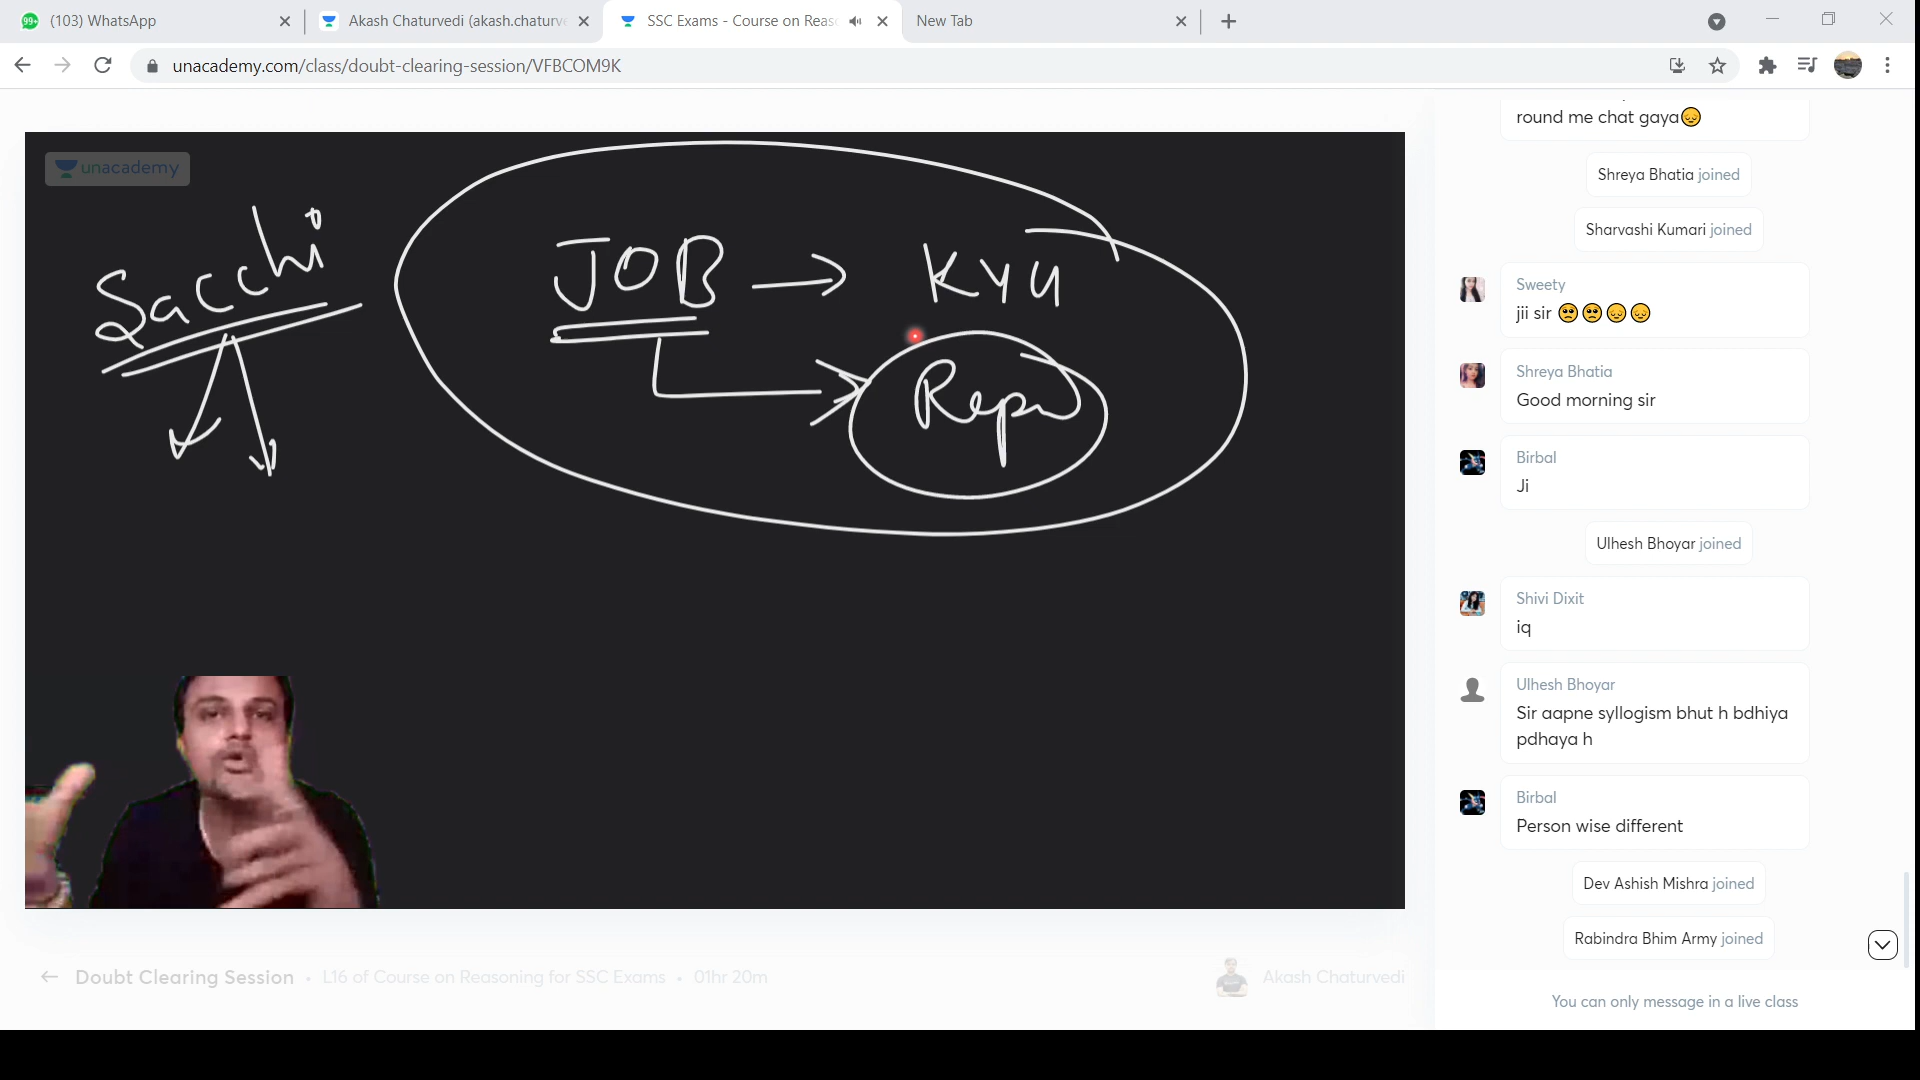 (103) WhatsApp
Akash Chaturvedi (akash.chaturv
SSC Exams - Course on Reas
New Tab
unacademy.com/class/doubt-clearing-session/VFBCOM9K
unacademy
Sacchi
JOB → Kyu
Repu
round me chat gaya😞
Shreya Bhatia joined
Sharvashi Kumari joined
Sweety
jii sir 🥺🥺😞😞
Shreya Bhatia
Good morning sir
Birbal
Ji
Ulhesh Bhoyar joined
Shivi Dixit
iq
Ulhesh Bhoyar
Sir aapne syllogism bhut h bdhiya
pdhaya h
Birbal
Person wise different
Dev Ashish Mishra joined
Rabindra Bhim Army joined
You can only message in a live class
Doubt Clearing Session • L16 of Course on Reasoning for SSC Exams • 01hr 20m
Akash Chaturvedi